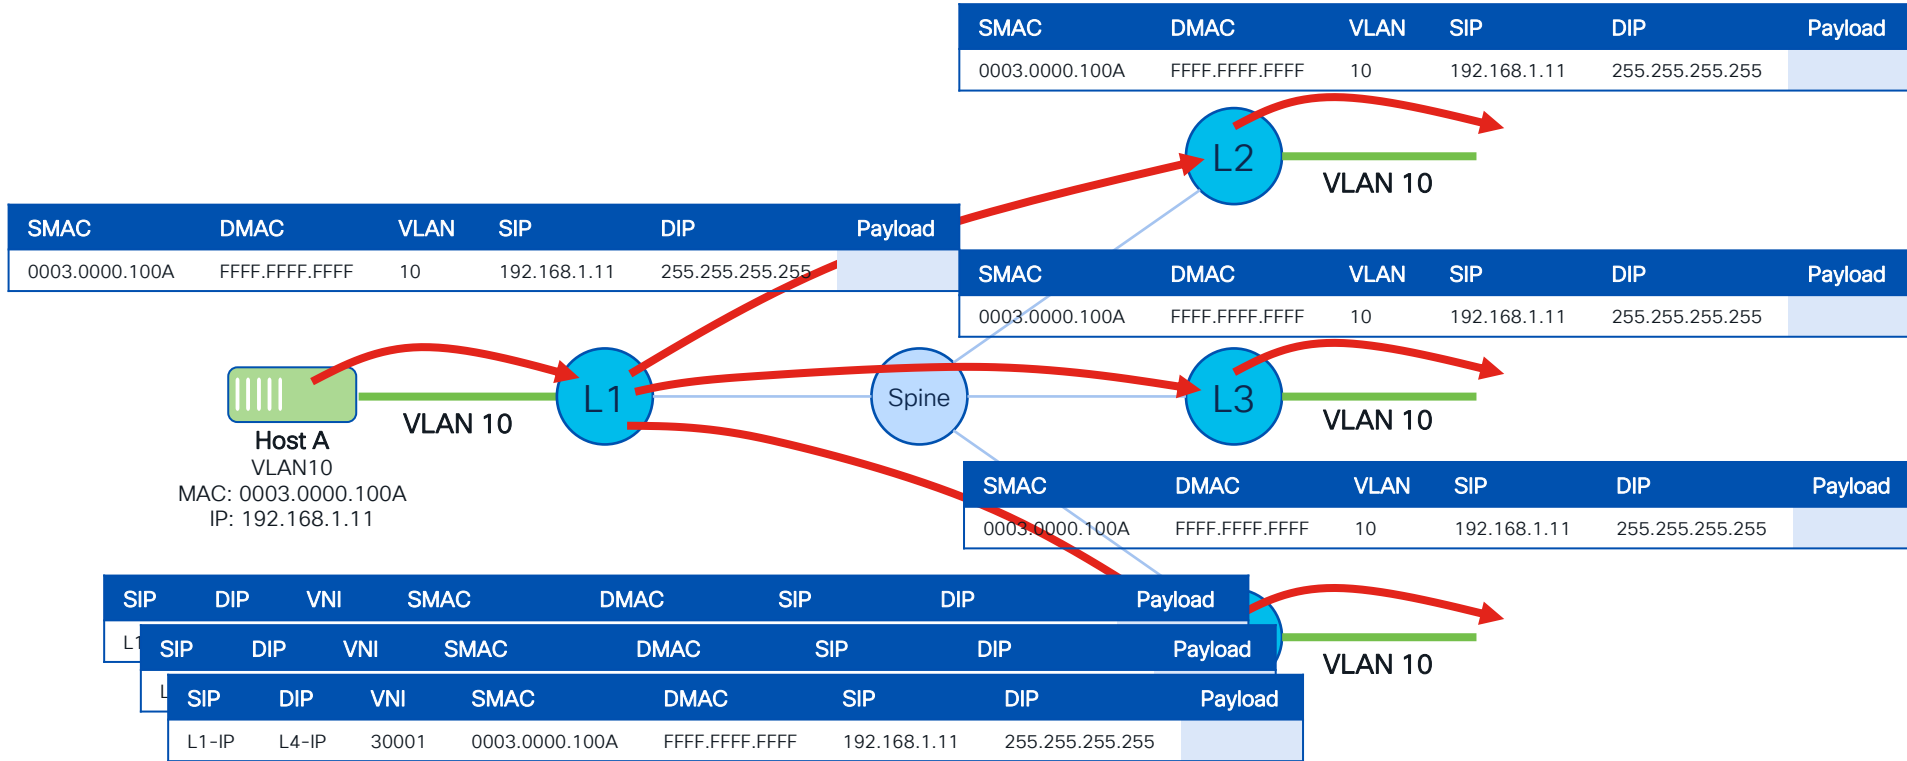 SMAC DMAC VLAN SIP DIP Payload
0003.0000.100A FFFF.FFFF.FFFF 10 192.168.1.11 255.255.255.255
L2
VLAN 10
SMAC DMAC VLAN SIP DIP Payload
0003.0000.100A FFFF.FFFF.FFFF 10 192.168.1.11 255.255.255.255
SMAC DMAC VLAN SIP DIP Payload
0003.0000.100A FFFF.FFFF.FFFF 10 192.168.1.11 255.255.255.255
L1
Spine
L3
VLAN 10
VLAN 10
Host A
VLAN10
MAC: 0003.0000.100A
IP: 192.168.1.11
SMAC DMAC VLAN SIP DIP Payload
0003.0000.100A FFFF.FFFF.FFFF 10 192.168.1.11 255.255.255.255
SIP DIP VNI SMAC DMAC SIP DIP Payload
L1
SIP DIP VNI SMAC DMAC SIP DIP Payload
L
VLAN 10
SIP DIP VNI SMAC DMAC SIP DIP Payload
L1-IP L4-IP 30001 0003.0000.100A FFFF.FFFF.FFFF 192.168.1.11 255.255.255.255